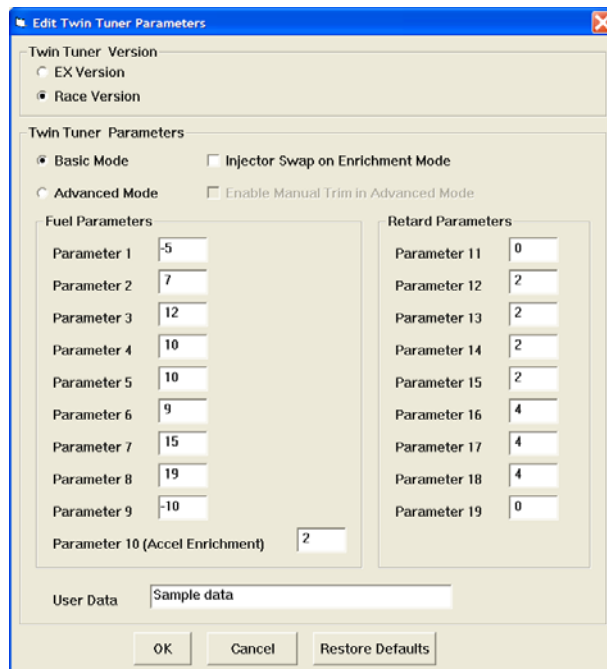 Edit Twin Tuner Parameters
Twin Tuner Version
EX Version
Race Version
Twin Tuner Parameters
Basic Mode
Injector Swap on Enrichment Mode
Advanced Mode
Enable Manual Trim in Advanced Mode
Fuel Parameters
Parameter 1 -5
Parameter 2 7
Parameter 3 12
Parameter 4 10
Parameter 5 10
Parameter 6 9
Parameter 7 15
Parameter 8 19
Parameter 9 -10
Parameter 10 (Accel Enrichment) 2
Retard Parameters
Parameter 11 0
Parameter 12 2
Parameter 13 2
Parameter 14 2
Parameter 15 2
Parameter 16 4
Parameter 17 4
Parameter 18 4
Parameter 19 0
User Data Sample data
OK Cancel Restore Defaults